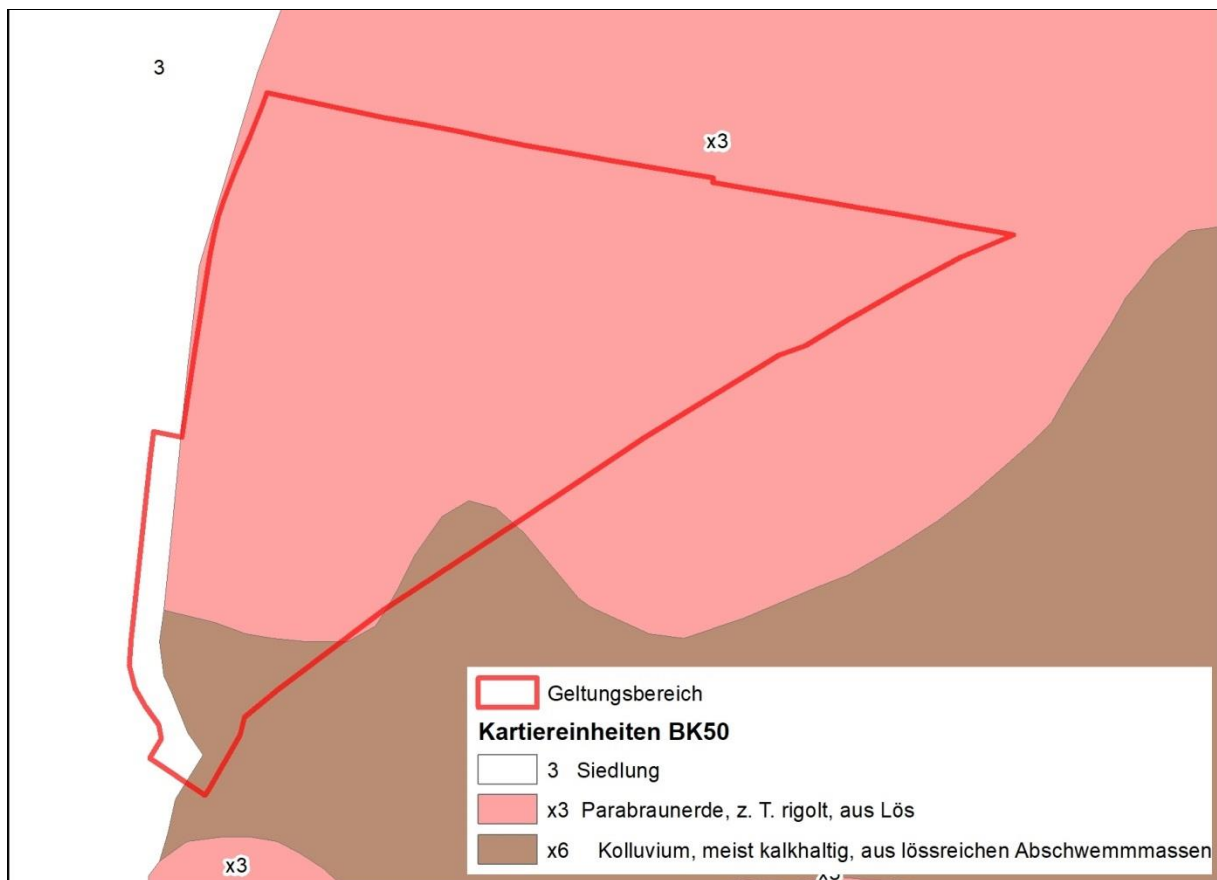 3
x3
Geltungsbereich
Kartiereinheiten BK50
3 Siedlung
x3 Parabraunerde, z. T. rigolt, aus Lös
x6 Kolluvium, meist kalkhaltig, aus lössreichen Abschwemmmassen
x3
x3